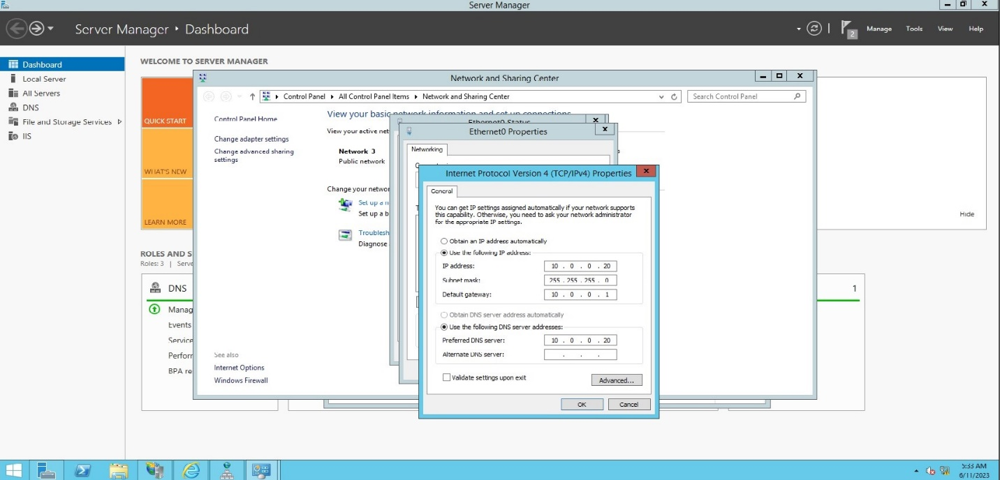 Server Manager
Server Manager • Dashboard
2
Manage
Tools
View
Help
Dashboard
Local Server
All Servers
DNS
File and Storage Services
IIS
WELCOME TO SERVER MANAGER
QUICK START
WHAT'S NEW
LEARN MORE
Hide
ROLES AND S
Roles: 3 | Serve
DNS
1
Manag
Events
Service
Perform
BPA re
Network and Sharing Center
Control Panel
All Control Panel Items
Network and Sharing Center
Search Control Panel
Control Panel Home
Change adapter settings
Change advanced sharing
settings
See also
Internet Options
Windows Firewall
View your basic network information and set up connections
View your active net
Network 3
Public network
Change your networ
Set up a n
Set up a b
Troublesh
Diagnose
Ethernet0 Status
Ethernet0 Properties
Networking
Internet Protocol Version 4 (TCP/IPv4) Properties
General
You can get IP settings assigned automatically if your network supports
this capability. Otherwise, you need to ask your network administrator
for the appropriate IP settings.
Obtain an IP address automatically
Use the following IP address:
IP address: 10 . 0 . 0 . 20
Subnet mask: 255 . 255 . 255 . 0
Default gateway: 10 . 0 . 0 . 1
Obtain DNS server address automatically
Use the following DNS server addresses:
Preferred DNS server: 10 . 0 . 0 . 20
Alternate DNS server: . . .
Validate settings upon exit
Advanced...
OK
Cancel
5:33 AM
6/11/2023